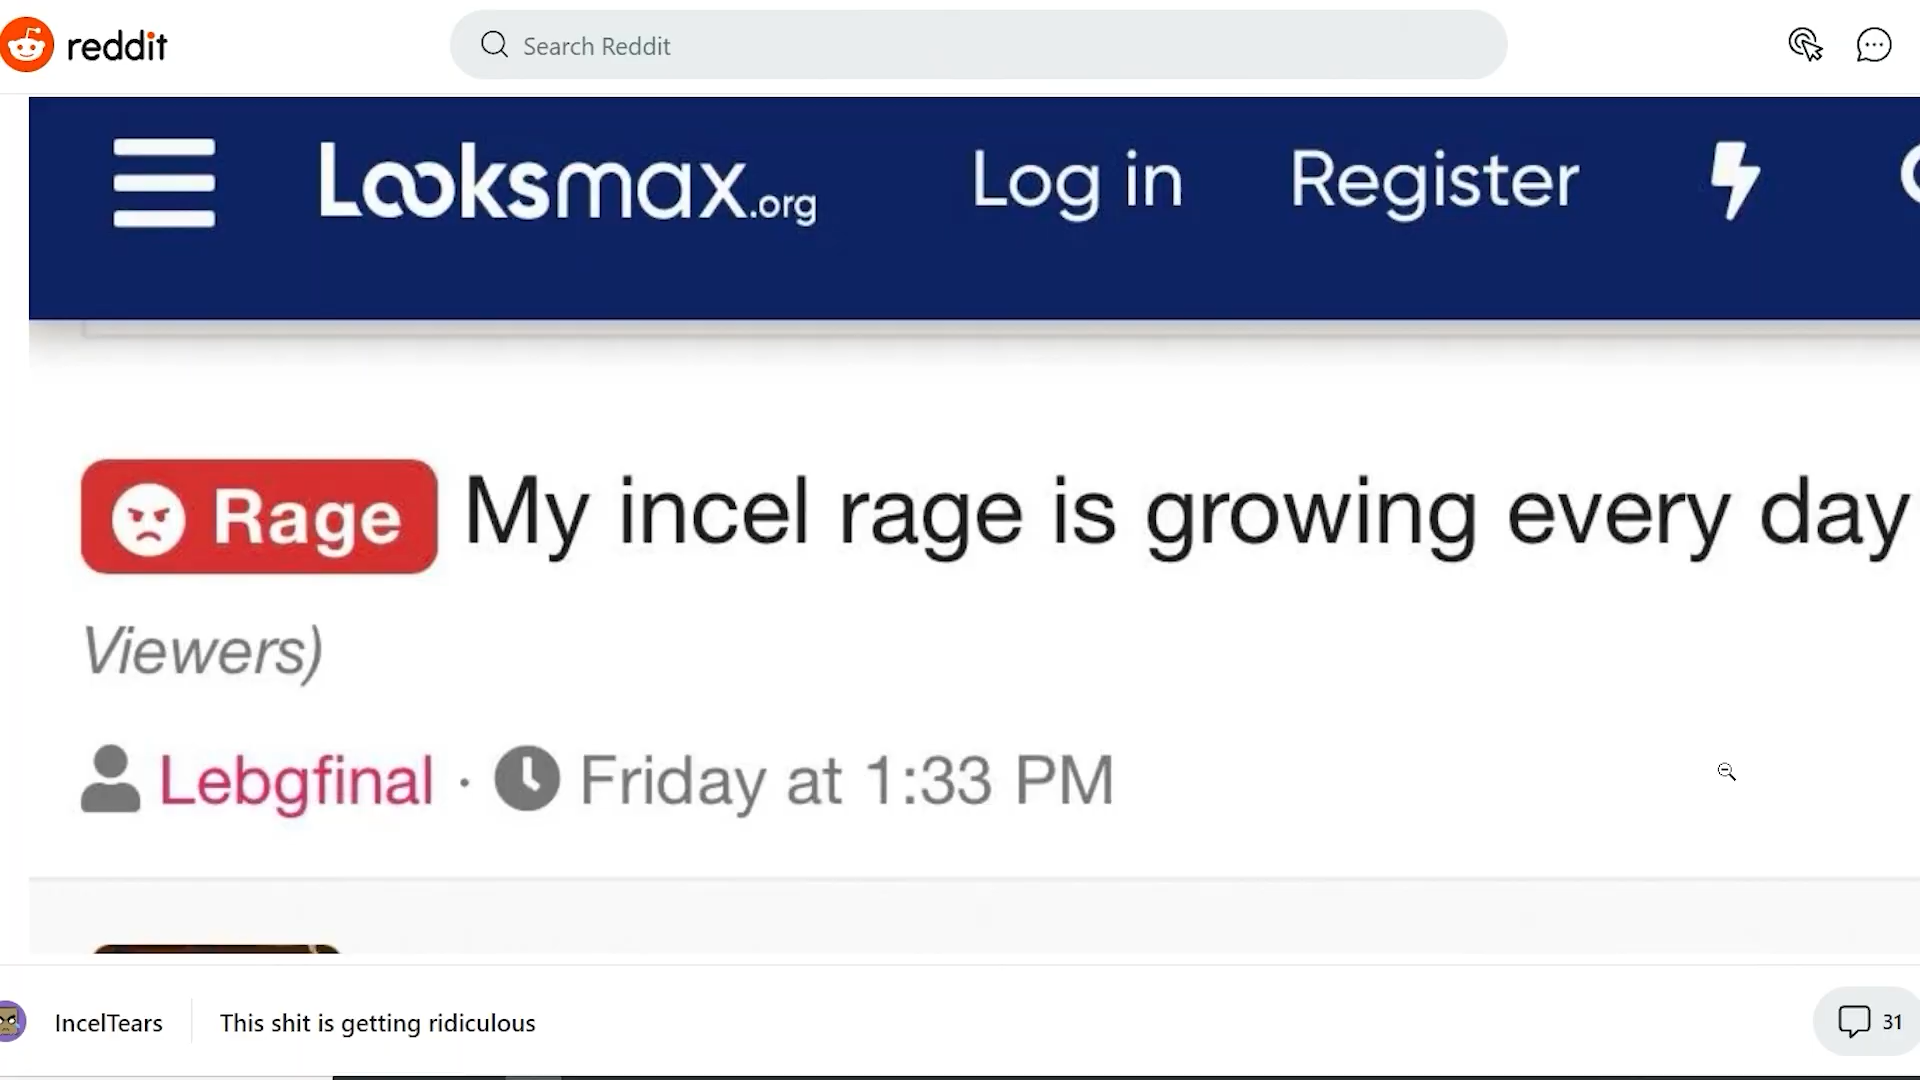 reddit
Search Reddit
Looksmax.org
Log in
Register
Rage
My incel rage is growing every day
Viewers)
Lebgfinal · Friday at 1:33 PM
IncelTears
This shit is getting ridiculous
31